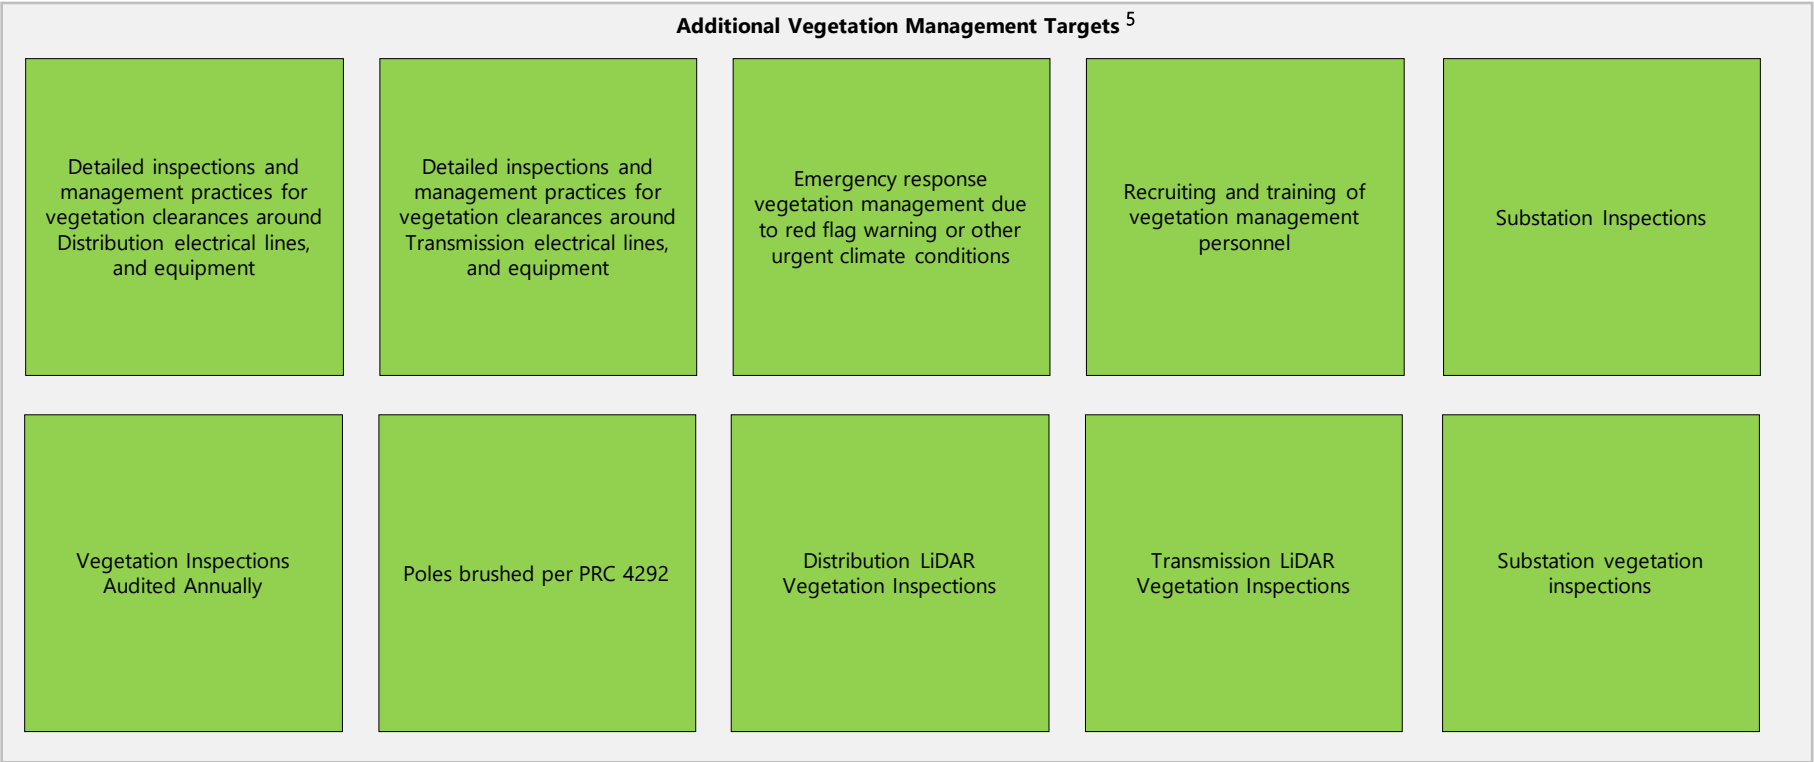 Additional Vegetation Management Targets 5
Detailed inspections and
management practices for
vegetation clearances around
Distribution electrical lines,
and equipment
Detailed inspections and
management practices for
vegetation clearances around
Transmission electrical lines,
and equipment
Emergency response
vegetation management due
to red flag warning or other
urgent climate conditions
Recruiting and training of
vegetation management
personnel
Substation Inspections
Vegetation Inspections
Audited Annually
Poles brushed per PRC 4292
Distribution LiDAR
Vegetation Inspections
Transmission LiDAR
Vegetation Inspections
Substation vegetation
inspections